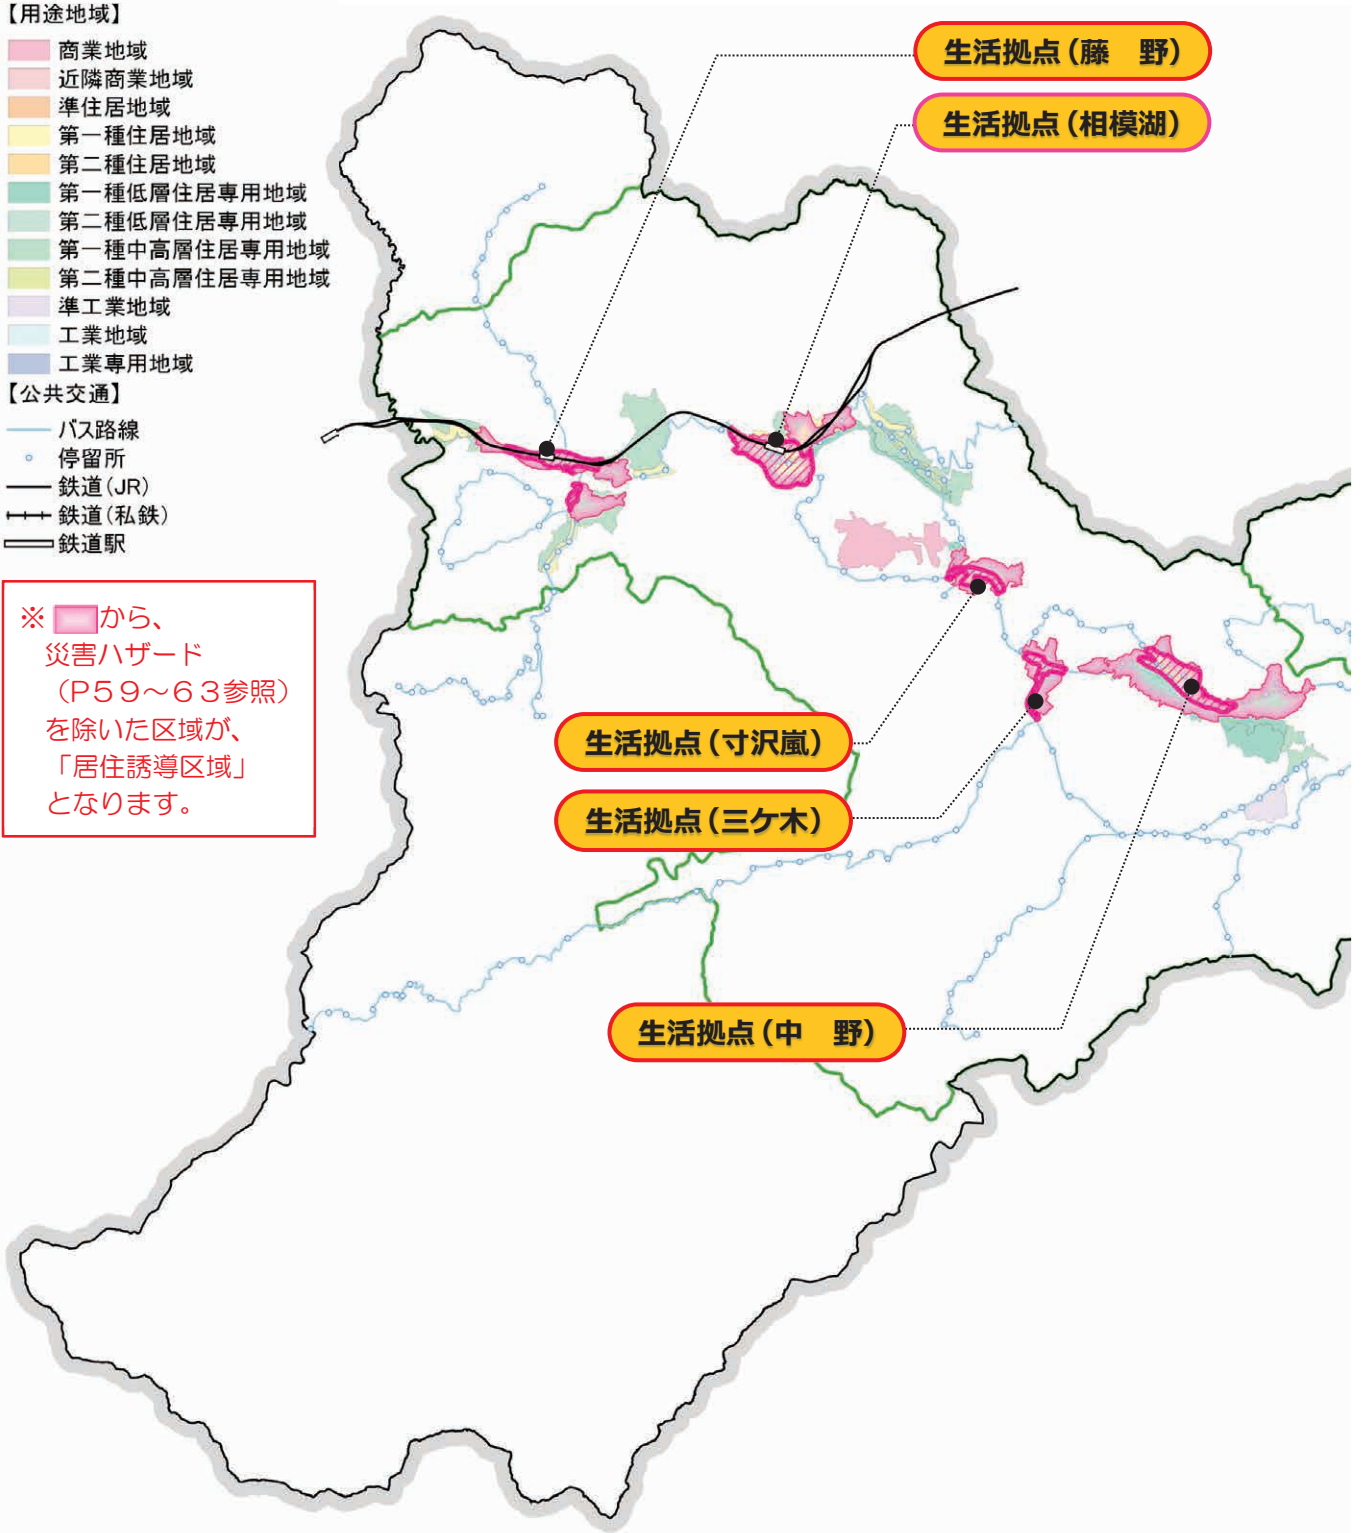 【用途地域】
商業地域
近隣商業地域
準住居地域
第一種住居地域
第二種住居地域
第一種低層住居専用地域
第二種低層住居専用地域
第一種中高層住居専用地域
第二種中高層住居専用地域
準工業地域
工業地域
工業専用地域
【公共交通】
バス路線
停留所
鉄道(JR)
鉄道(私鉄)
鉄道駅
※ から、
災害ハザード
（P５９～６３参照）
を除いた区域が、
「居住誘導区域」
となります。
生活拠点（藤　野）
生活拠点（相模湖）
生活拠点（寸沢嵐）
生活拠点（三ケ木）
生活拠点（中　野）